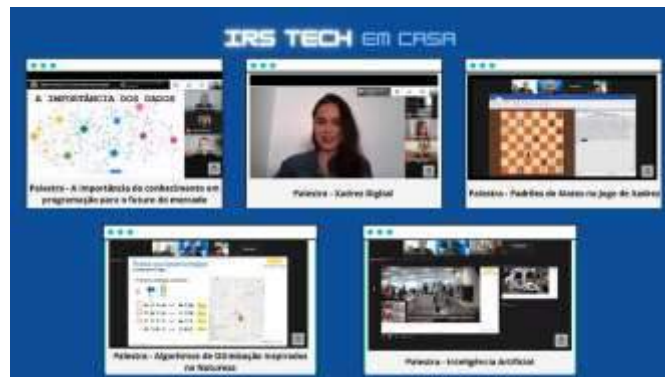 IRS TECH EM CASA
A IMPORTÂNCIA DOS DADOS
Palestra - A importância do conhecimento em
programação para o futuro do mercado
Palestra - Xadrez Digital
Palestra - Padrões de Mates no Jogo de Xadrez
Palestra - Algoritmos de Otimização Inspirados
na Natureza
Palestra - Inteligência Artificial